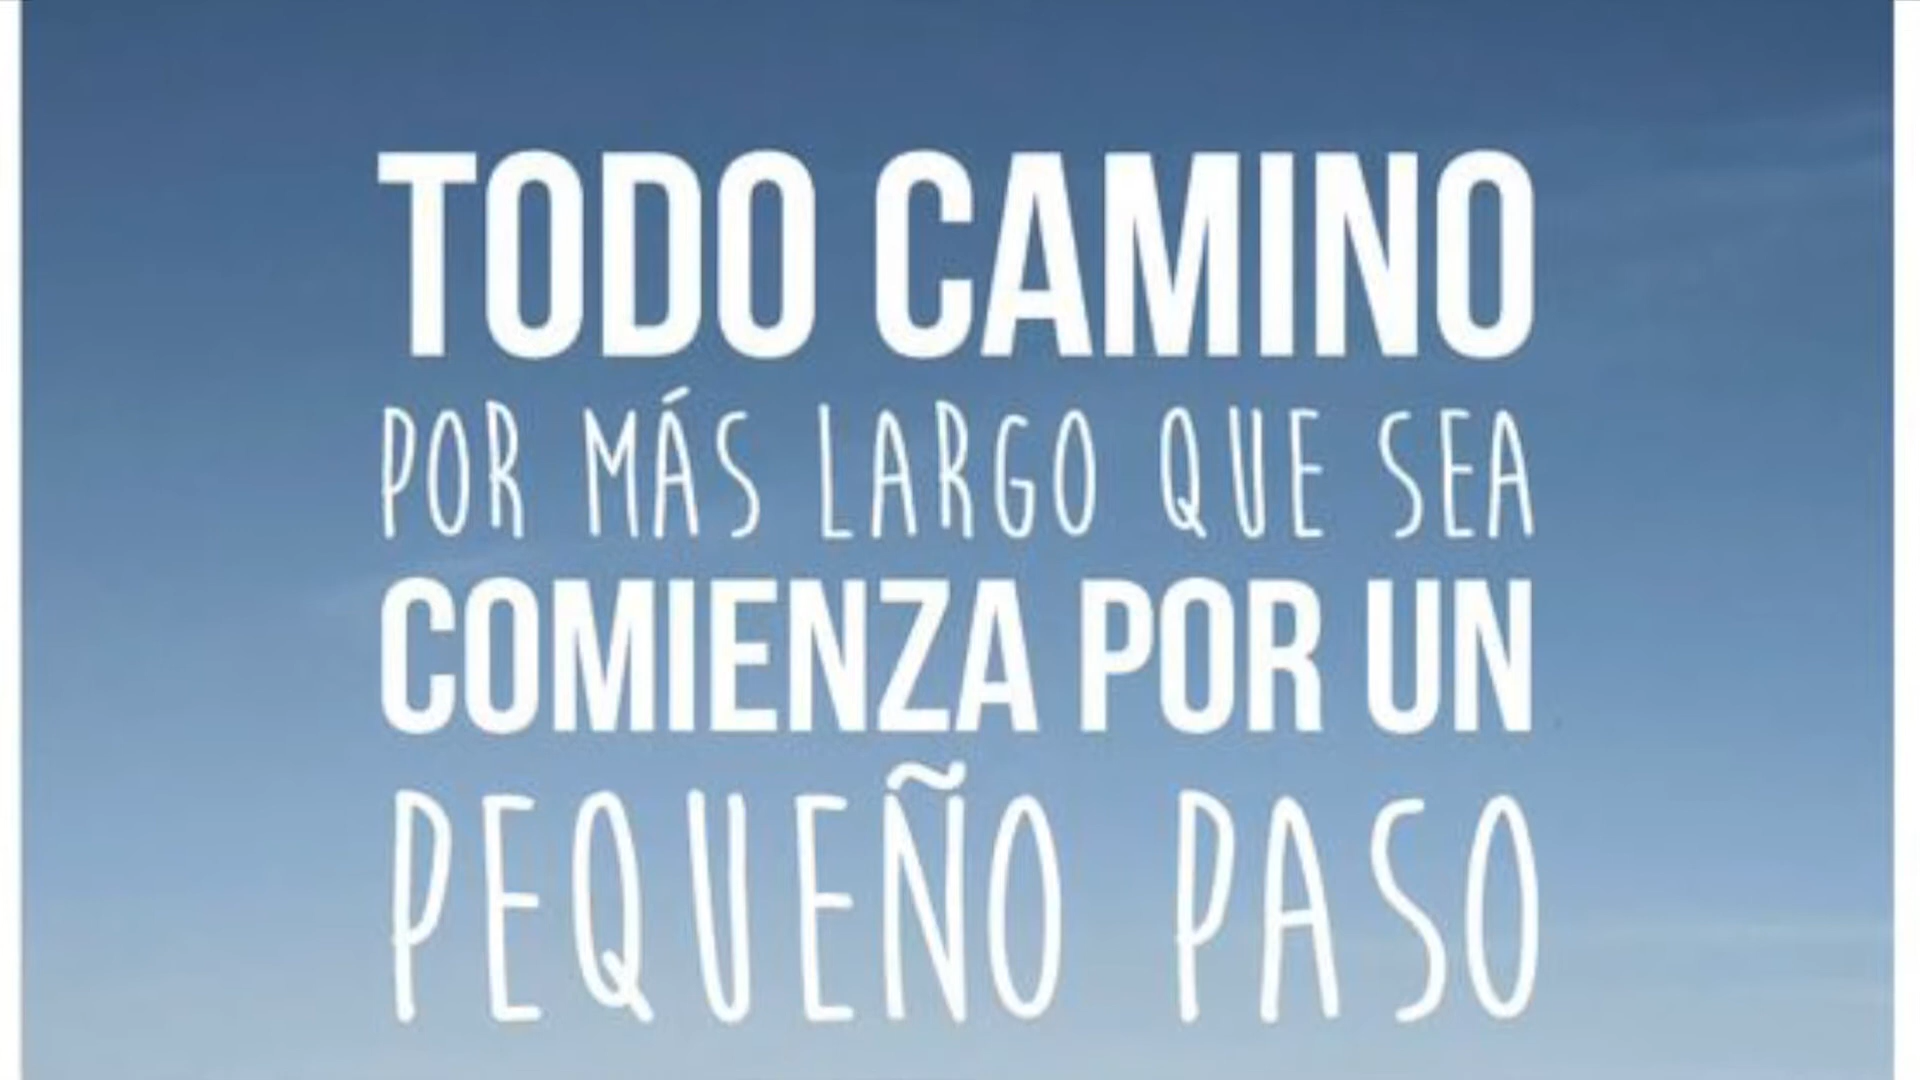 TODO CAMINO
POR MÁS LARGO QUE SEA
COMIENZA POR UN
PEQUEÑO PASO